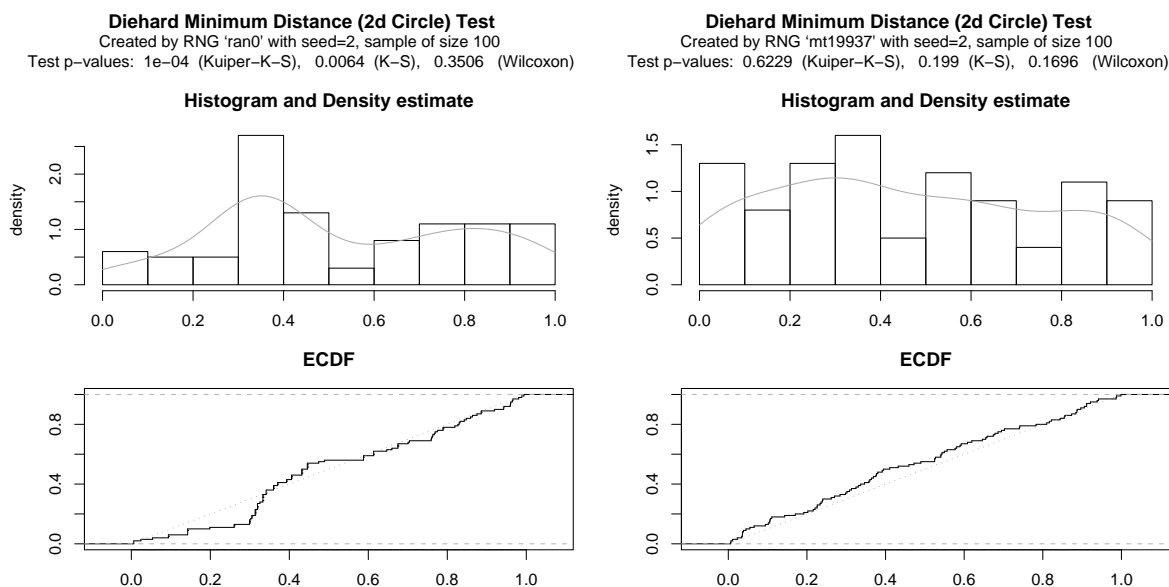 Diehard Minimum Distance (2d Circle) Test
Created by RNG ‘ran0’ with seed=2, sample of size 100
Test p−values: 1e−04 (Kuiper−K−S), 0.0064 (K−S), 0.3506 (Wilcoxon)
Histogram and Density estimate
density
0.0 1.0 2.0
0.0 0.2 0.4 0.6 0.8 1.0
ECDF
0.0 0.4 0.8
0.0 0.2 0.4 0.6 0.8 1.0
Diehard Minimum Distance (2d Circle) Test
Created by RNG ‘mt19937’ with seed=2, sample of size 100
Test p−values: 0.6229 (Kuiper−K−S), 0.199 (K−S), 0.1696 (Wilcoxon)
Histogram and Density estimate
density
0.0 0.5 1.0 1.5
0.0 0.2 0.4 0.6 0.8 1.0
ECDF
0.0 0.4 0.8
0.0 0.2 0.4 0.6 0.8 1.0